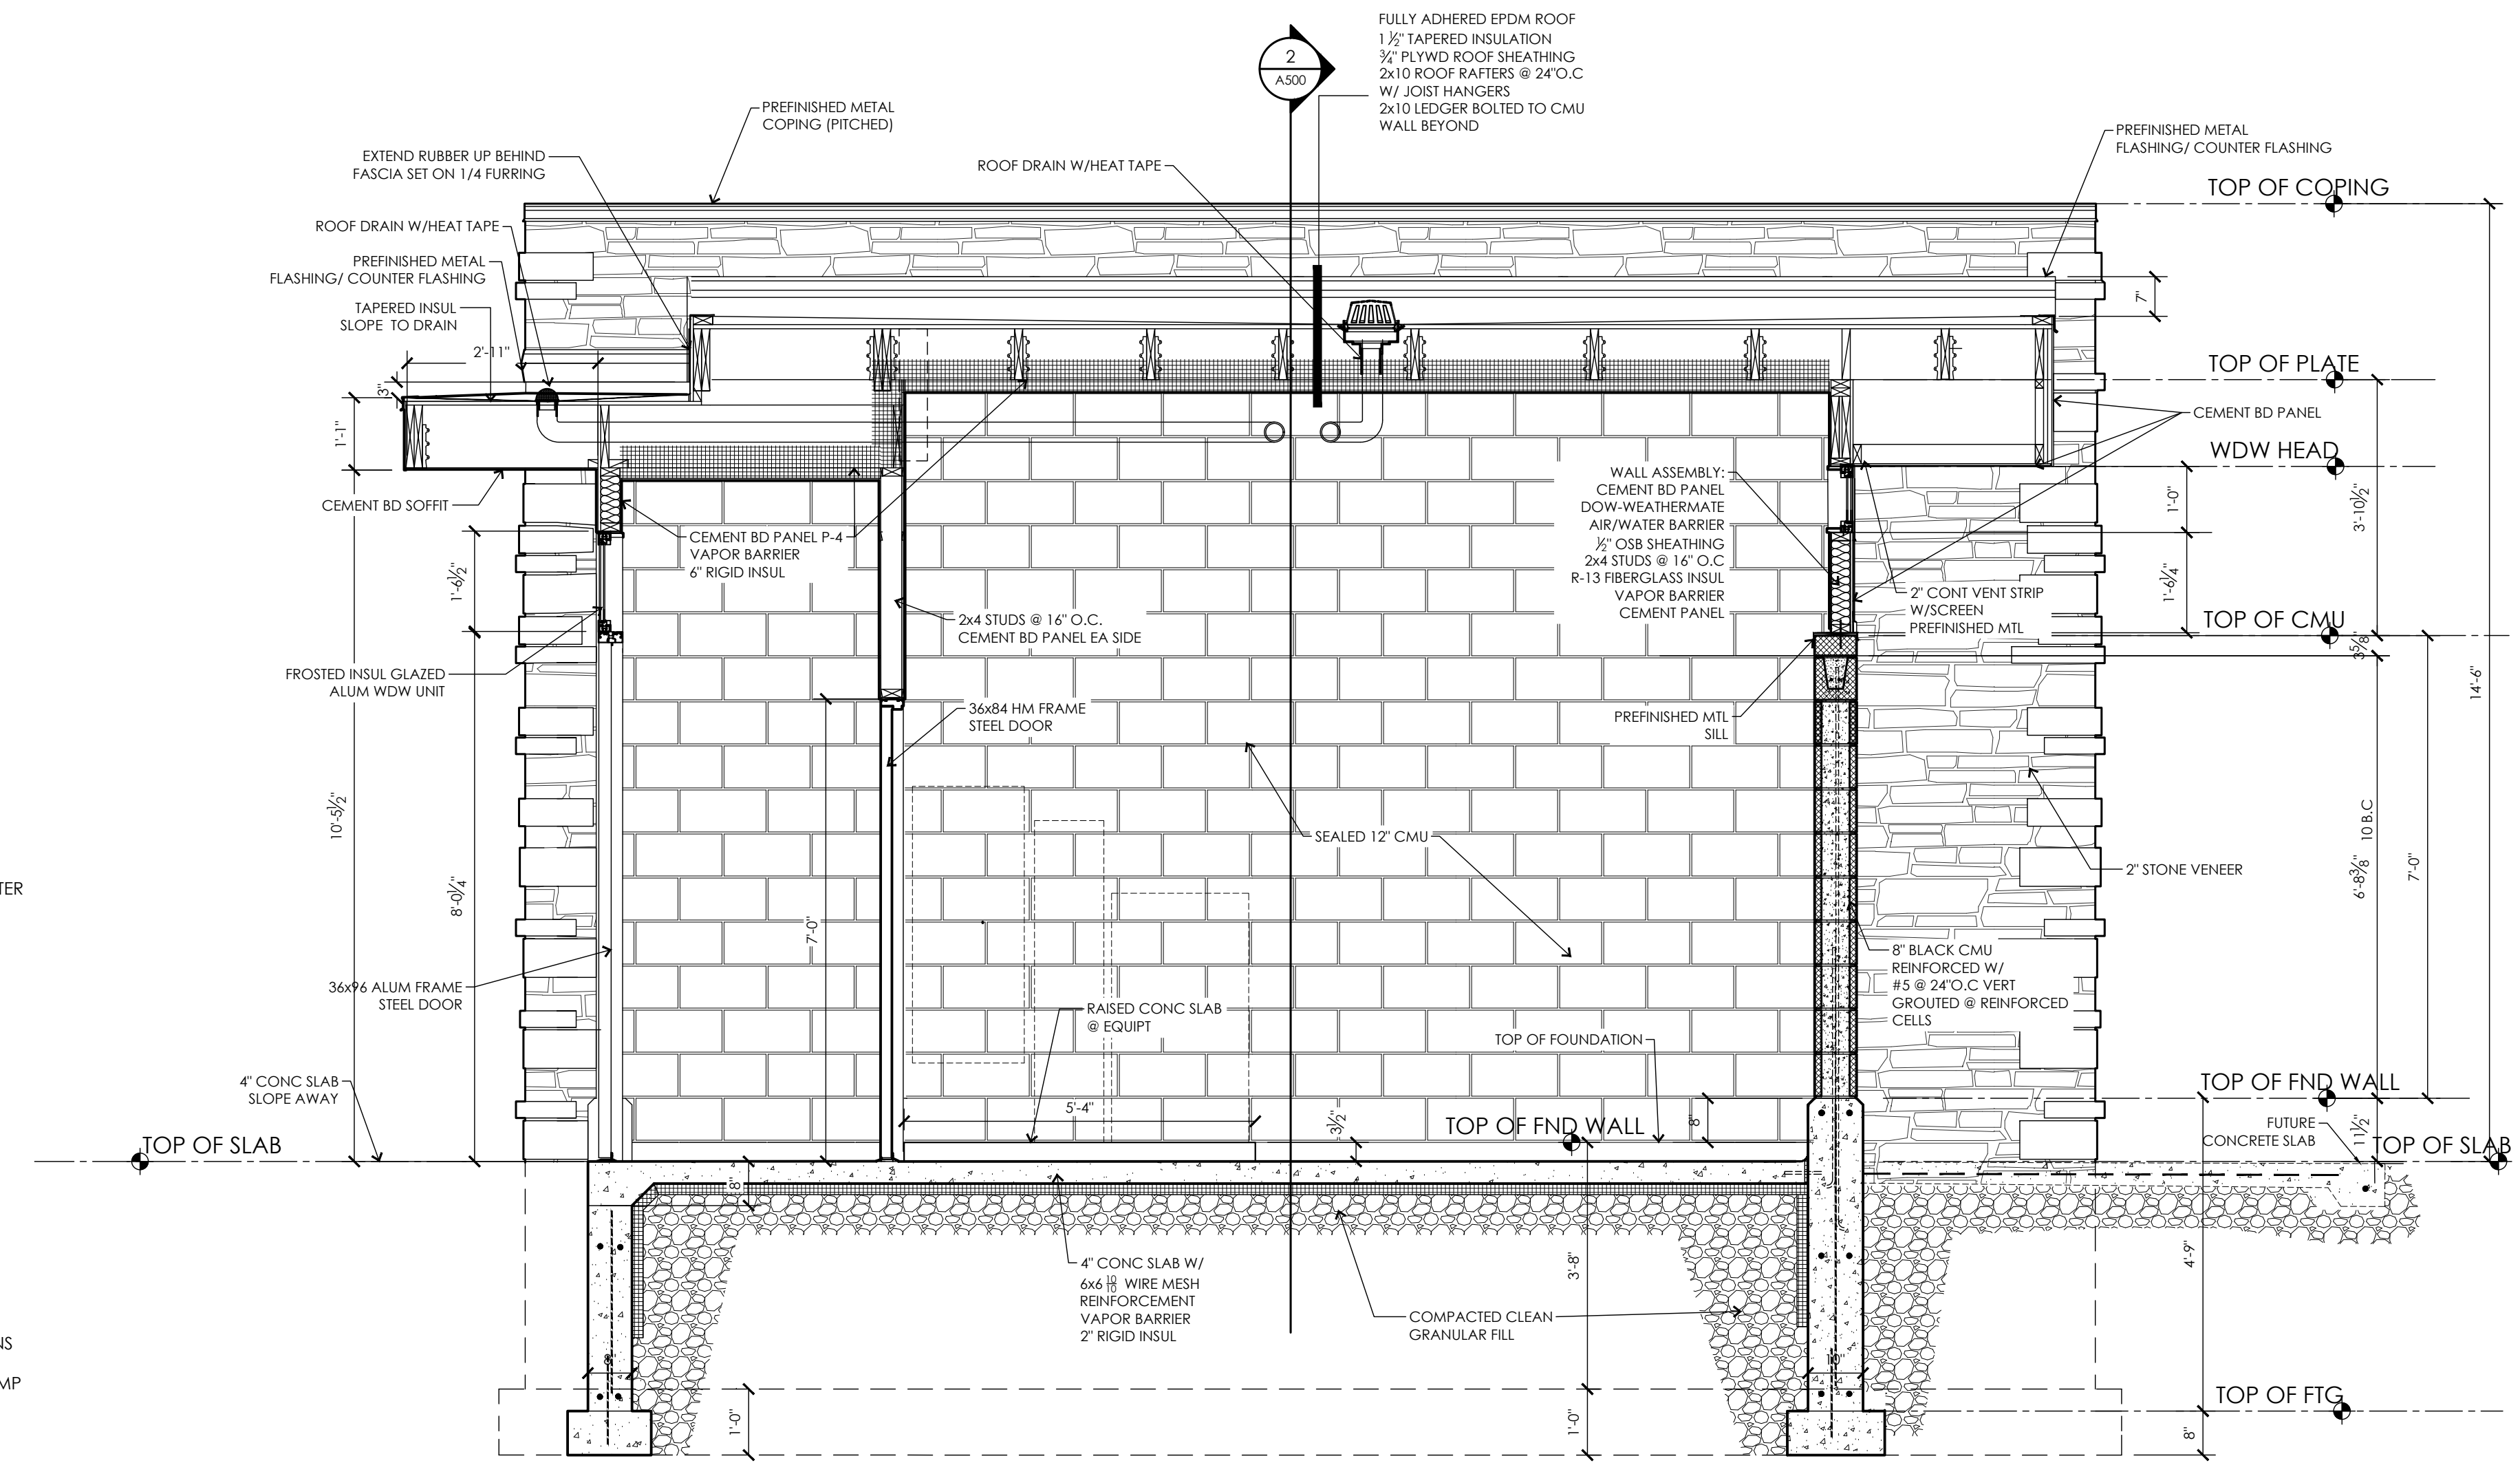 2
A500
FULLY ADHERED EPDM ROOF
1 ½" TAPERED INSULATION
¾" PLYWD ROOF SHEATHING
2x10 ROOF RAFTERS @ 24"O.C
W/ JOIST HANGERS
2x10 LEDGER BOLTED TO CMU
WALL BEYOND
PREFINISHED METAL
COPING (PITCHED)
EXTEND RUBBER UP BEHIND
FASCIA SET ON 1/4 FURRING
ROOF DRAIN W/HEAT TAPE
PREFINISHED METAL
FLASHING/ COUNTER FLASHING
TOP OF COPING
ROOF DRAIN W/HEAT TAPE
PREFINISHED METAL
FLASHING/ COUNTER FLASHING
TAPERED INSUL
SLOPE TO DRAIN
2'-11"
3"
1'-1"
7"
TOP OF PLATE
CEMENT BD PANEL
WDW HEAD
CEMENT BD SOFFIT
CEMENT BD PANEL P-4
VAPOR BARRIER
6" RIGID INSUL
WALL ASSEMBLY:
CEMENT BD PANEL
DOW-WEATHERMATE
AIR/WATER BARRIER
½" OSB SHEATHING
2x4 STUDS @ 16" O.C
R-13 FIBERGLASS INSUL
VAPOR BARRIER
CEMENT PANEL
1'-0"
3'-10½"
1'-6½"
1'-6¼"
2" CONT VENT STRIP
W/SCREEN
PREFINISHED MTL
2x4 STUDS @ 16" O.C.
CEMENT BD PANEL EA SIDE
TOP OF CMU
3⅝"
FROSTED INSUL GLAZED
ALUM WDW UNIT
14'-6"
36x84 HM FRAME
STEEL DOOR
PREFINISHED MTL
SILL
10'-5½"
SEALED 12" CMU
10 B.C
6'-8⅜"
7'-0"
2" STONE VENEER
TER
8'-0¼"
7'-0"
8" BLACK CMU
REINFORCED W/
#5 @ 24"O.C VERT
GROUTED @ REINFORCED
CELLS
36x96 ALUM FRAME
STEEL DOOR
RAISED CONC SLAB
@ EQUIPT
TOP OF FOUNDATION
4" CONC SLAB
SLOPE AWAY
TOP OF FND WALL
5'-4"
3½"
8"
TOP OF FND WALL
FUTURE
CONCRETE SLAB
11½"
TOP OF SLAB
TOP OF SLAB
8"
4" CONC SLAB W/
6x6 10/10 WIRE MESH
REINFORCEMENT
VAPOR BARRIER
2" RIGID INSUL
3'-8"
4'-9"
COMPACTED CLEAN
GRANULAR FILL
NS
8"
10"
MP
TOP OF FTG
1'-0"
1'-0"
8"